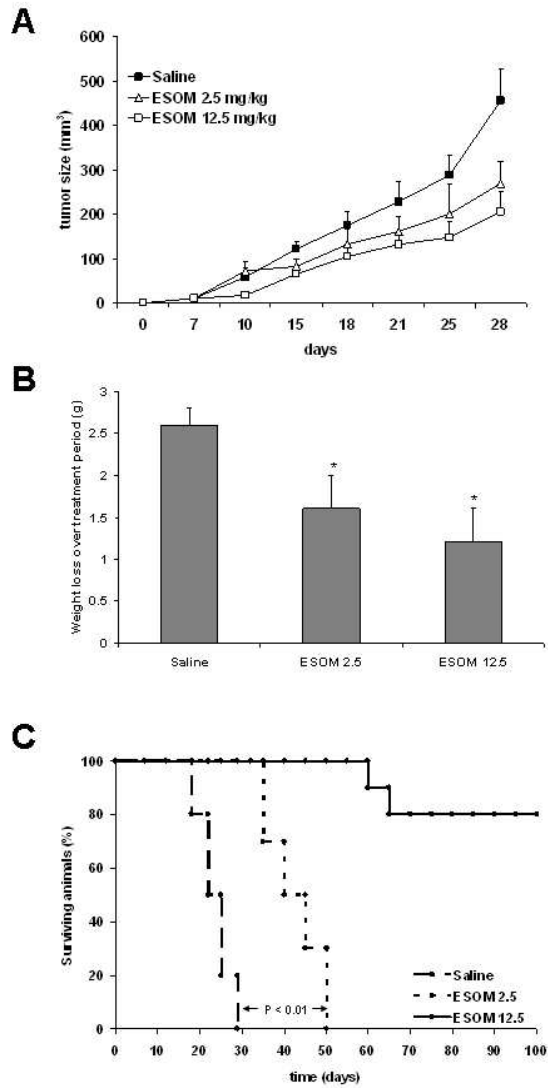 A
600
500
400
300
200
100
0
tumor size (mm³)
Saline
ESOM 2.5 mg/kg
ESOM 12.5 mg/kg
0 7 10 15 18 21 25 28
days
B
3
2.5
2
1.5
1
0.5
0
Weight loss over treatment period (g)
*
*
Saline ESOM 2.5 ESOM 12.5
C
100
80
60
40
20
0
Surviving animals (%)
P < 0.01
Saline
ESOM 2.5
ESOM 12.5
0 10 20 30 40 50 60 70 80 90 100
time (days)